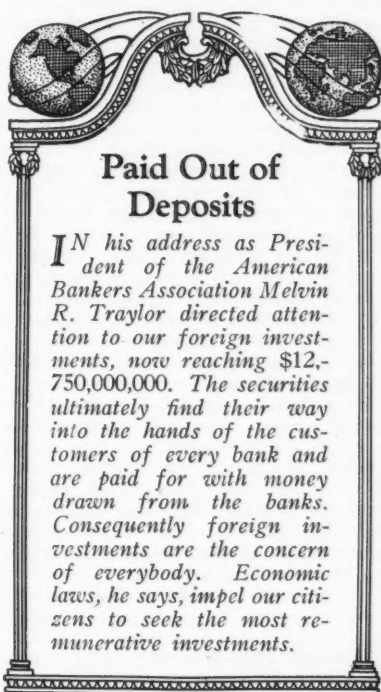 Paid Out of
Deposits
IN his address as Presi-
dent of the American
Bankers Association Melvin
R. Traylor directed atten-
tion to our foreign invest-
ments, now reaching $12,-
750,000,000. The securities
ultimately find their way
into the hands of the cus-
tomers of every bank and
are paid for with money
drawn from the banks.
Consequently foreign in-
vestments are the concern
of everybody. Economic
laws, he says, impel our citi-
zens to seek the most re-
munerative investments.